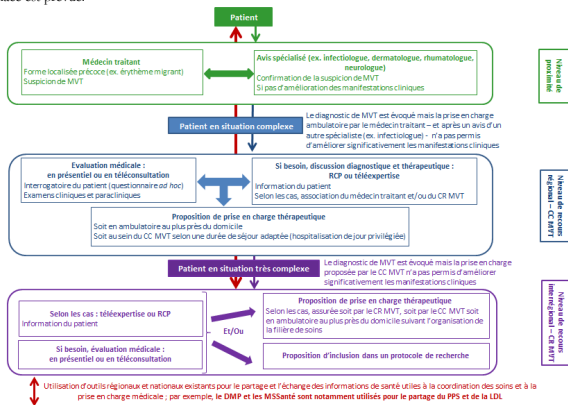 place est prévue.
Patient
Médecin traitant
Forme localisée précoce (ex. érythème migrant)
Suspicion de MVT
Avis spécialisé (ex. infectiologue, dermatologue, rhumatologue,
neurologue)
Confirmation de la suspicion de MVT
Si pas d'amélioration des manifestations cliniques
Niveau de
proximité
Patient en situation complexe
Le diagnostic de MVT est évoqué mais la prise en charge
ambulatoire par le médecin traitant – et après un avis d'un
autre spécialiste (ex. infectiologue) - n'a pas permis
d'améliorer significativement les manifestations cliniques
Evaluation médicale :
en présentiel ou en téléconsultation
Interrogatoire du patient (questionnaire ad hoc)
Examens cliniques et paracliniques
Si besoin, discussion diagnostique et thérapeutique :
RCP ou téléexpertise
Information du patient
Selon les cas, association du médecin traitant et/ou du CR MVT
Proposition de prise en charge thérapeutique
Soit en ambulatoire au plus près du domicile
Soit au sein du CC MVT selon une durée de séjour adaptée (hospitalisation de jour privilégiée)
Niveau de recours
régional – CC MVT
Patient en situation très complexe
Le diagnostic de MVT est évoqué mais la prise en charge
proposée par le CC MVT n'a pas permis d'améliorer
significativement les manifestations cliniques
Selon les cas : téléexpertise ou RCP
Information du patient
Si besoin, évaluation médicale :
en présentiel ou en téléconsultation
Et/Ou
Proposition de prise en charge thérapeutique
Selon les cas, assurée soit par le CR MVT, soit par le CC MVT soit
en ambulatoire au plus près du domicile suivant l'organisation de
la filière de soins
Proposition d'inclusion dans un protocole de recherche
Niveau de recours
interrégional – CR MVT
Utilisation d'outils régionaux et nationaux existants pour le partage et l'échange des informations de santé utiles à la coordination des soins et à la
prise en charge médicale ; par exemple, le DMP et les MSSanté sont notamment utilisés pour le partage du PPS et de la LDL